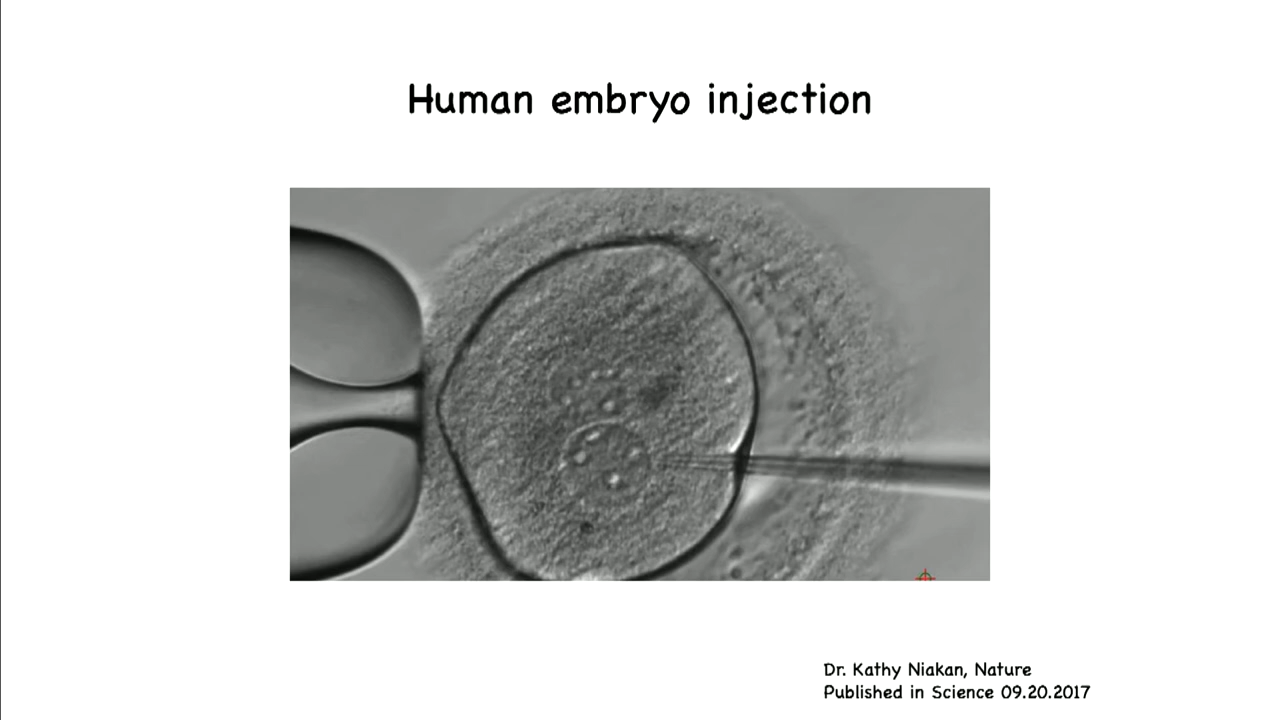 Human embryo injection
Dr. Kathy Niakan, Nature
Published in Science 09.20.2017